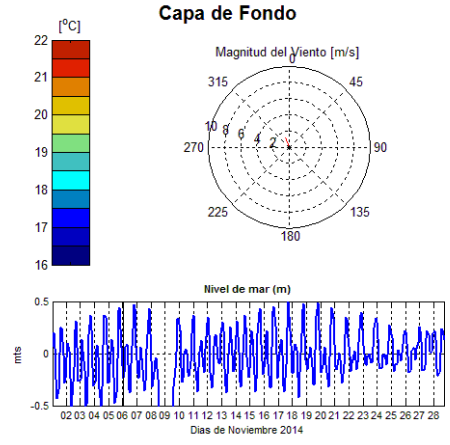 Capa de Fondo
[°C]
22
21
20
19
18
17
16
Magnitud del Viento [m/s]
0
315
45
10 8 6 4 2
270
90
225
135
180
Nivel de mar (m)
0.5
0
-0.5
mts
02 03 04 05 06 07 08 09 10 11 12 13 14 15 16 17 18 19 20 21 22 23 24 25 26 27 28
Dias de Noviembre 2014